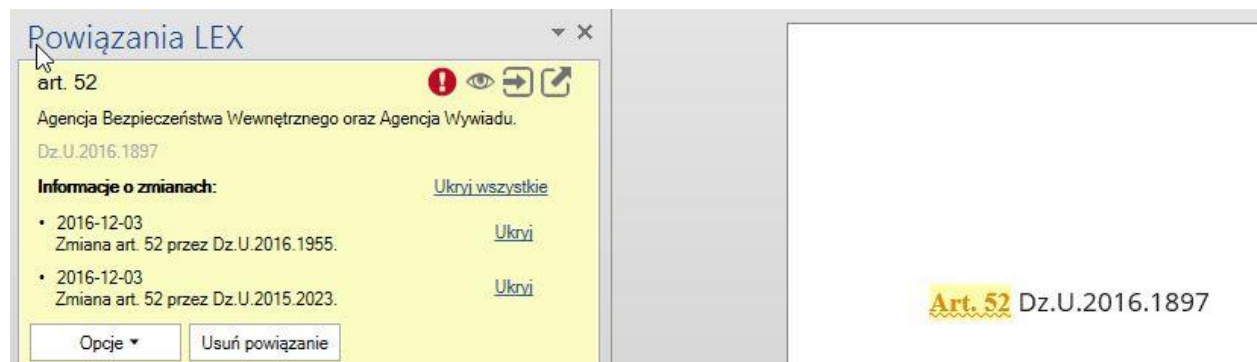 Powiązania LEX
art. 52
Agencja Bezpieczeństwa Wewnętrznego oraz Agencja Wywiadu.
Dz.U.2016.1897
Informacje o zmianach: Ukryj wszystkie
• 2016-12-03
Zmiana art. 52 przez Dz.U.2016.1955. Ukryj
• 2016-12-03
Zmiana art. 52 przez Dz.U.2015.2023. Ukryj
Opcje Usuń powiązanie
Art. 52 Dz.U.2016.1897